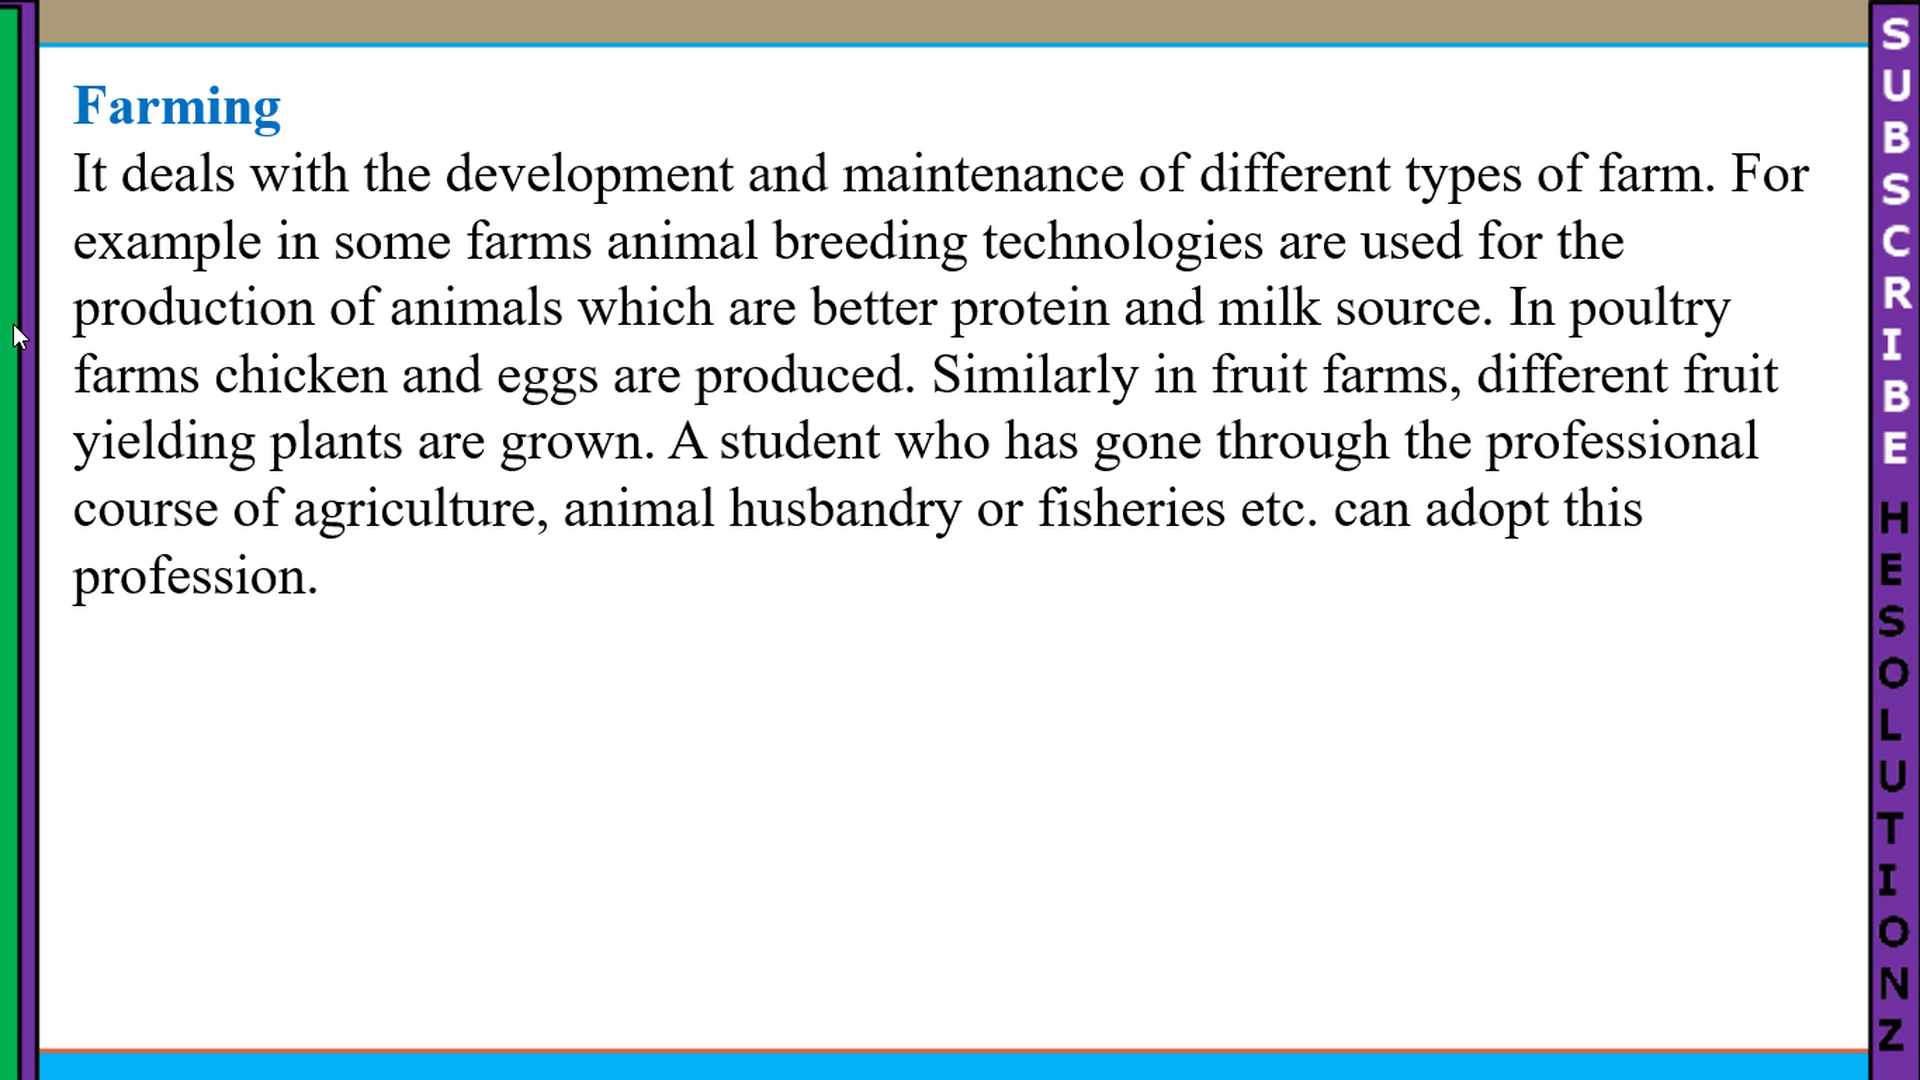 Farming
It deals with the development and maintenance of different types of farm. For
example in some farms animal breeding technologies are used for the
production of animals which are better protein and milk source. In poultry
farms chicken and eggs are produced. Similarly in fruit farms, different fruit
yielding plants are grown. A student who has gone through the professional
course of agriculture, animal husbandry or fisheries etc. can adopt this
profession.
SUBSCRIBE HESOLUTIONZ